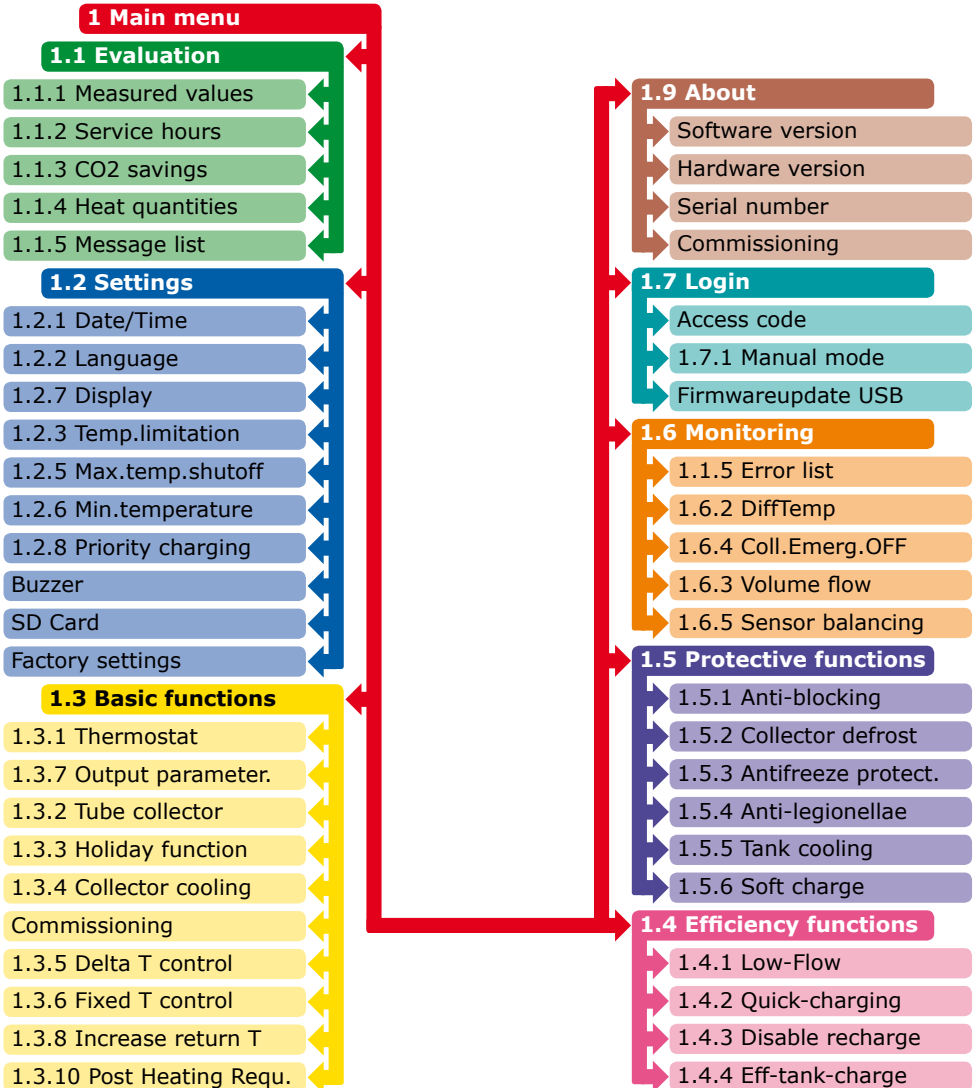 1 Main menu
1.1 Evaluation
1.1.1 Measured values
1.1.2 Service hours
1.1.3 CO2 savings
1.1.4 Heat quantities
1.1.5 Message list
1.2 Settings
1.2.1 Date/Time
1.2.2 Language
1.2.7 Display
1.2.3 Temp.limitation
1.2.5 Max.temp.shutoff
1.2.6 Min.temperature
1.2.8 Priority charging
Buzzer
SD Card
Factory settings
1.3 Basic functions
1.3.1 Thermostat
1.3.7 Output parameter.
1.3.2 Tube collector
1.3.3 Holiday function
1.3.4 Collector cooling
Commissioning
1.3.5 Delta T control
1.3.6 Fixed T control
1.3.8 Increase return T
1.3.10 Post Heating Requ.
1.9 About
Software version
Hardware version
Serial number
Commissioning
1.7 Login
Access code
1.7.1 Manual mode
Firmwareupdate USB
1.6 Monitoring
1.1.5 Error list
1.6.2 DiffTemp
1.6.4 Coll.Emerg.OFF
1.6.3 Volume flow
1.6.5 Sensor balancing
1.5 Protective functions
1.5.1 Anti-blocking
1.5.2 Collector defrost
1.5.3 Antifreeze protect.
1.5.4 Anti-legionellae
1.5.5 Tank cooling
1.5.6 Soft charge
1.4 Efficiency functions
1.4.1 Low-Flow
1.4.2 Quick-charging
1.4.3 Disable recharge
1.4.4 Eff-tank-charge